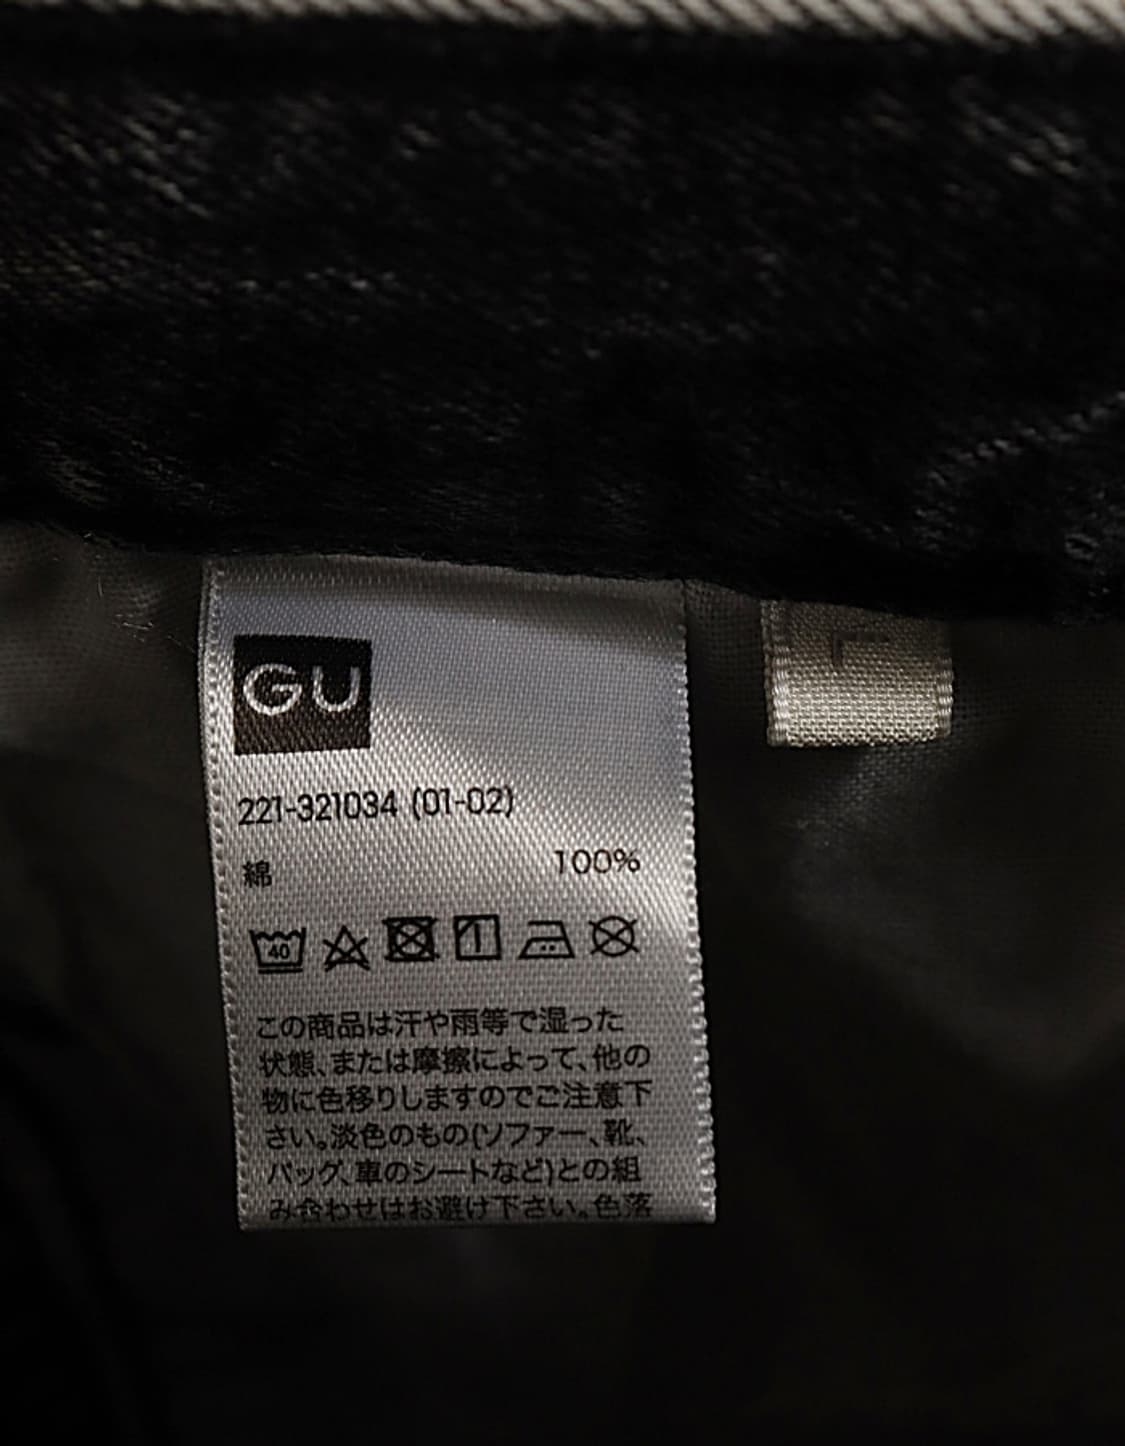 GU
221-321034 (01-02)
綿 100%
40
この商品は汗や雨等で湿った
状態、または摩擦によって、他の
物に色移りしますのでご注意下
さい。淡色のもの(ソファー、靴、
バッグ、車のシートなど)との組
み合わせはお避け下さい。色落
L